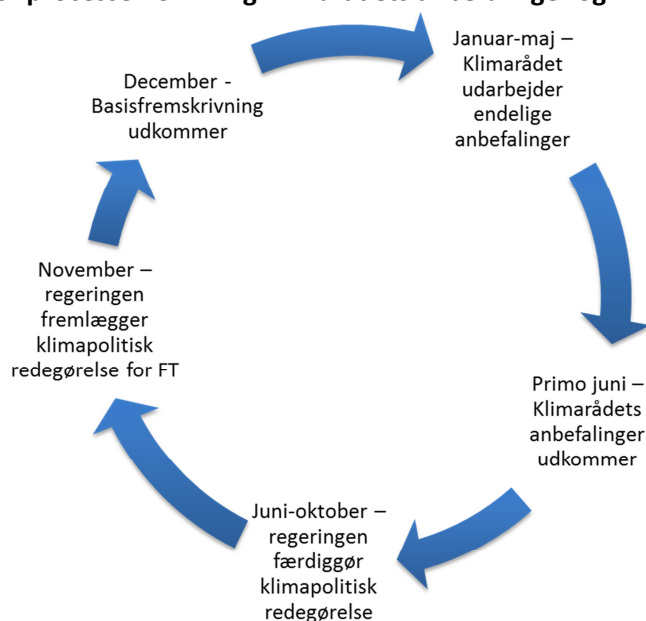 Januar-maj –
Klimarådet
udarbejder
endelige
anbefalinger
Primo juni –
Klimarådets
anbefalinger
udkommer
Juni-oktober –
regeringen
færdiggør
klimapolitisk
redegørelse
November –
regeringen
fremlægger
klimapolitisk
redegørelse for FT
December -
Basisfremskrivning
udkommer